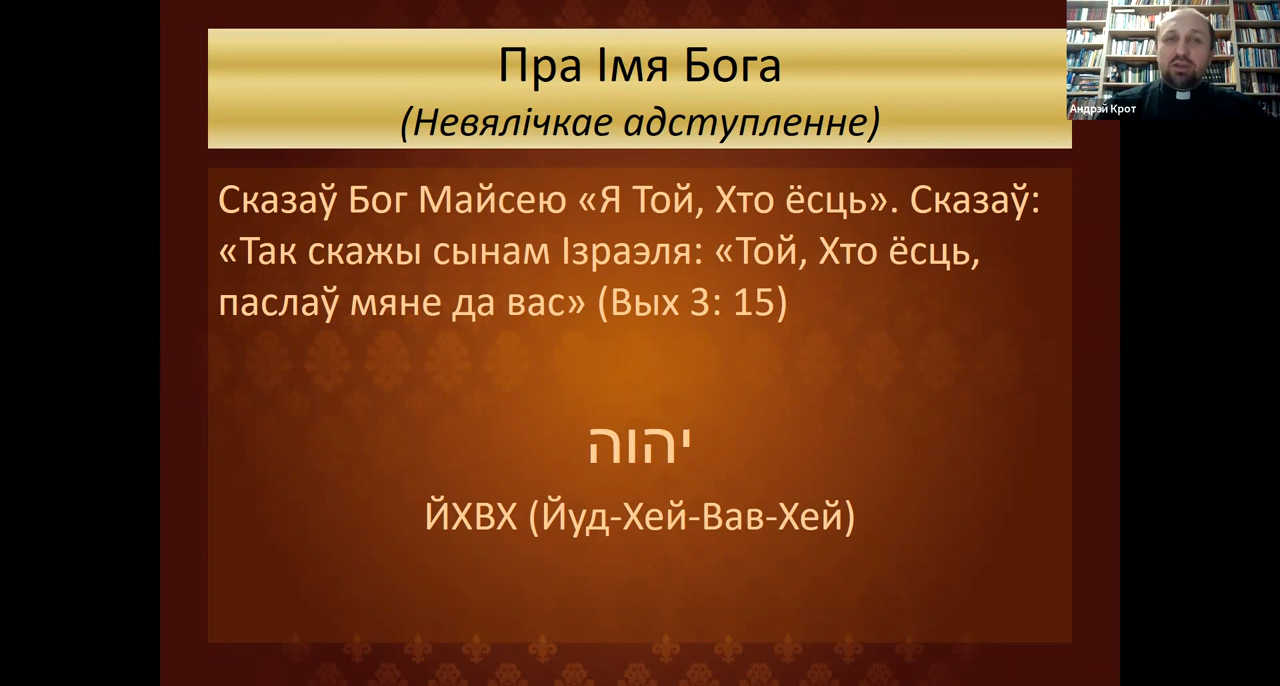 Пра Імя Бога
(Невялічкае адступленне)
Сказаў Бог Майсею «Я Той, Хто ёсць». Сказаў:
«Так скажы сынам Ізраэля: «Той, Хто ёсць,
паслаў мяне да вас» (Вых 3: 15)
יהוה
ЙХВХ (Йуд-Хей-Вав-Хей)
Андрэй Крот